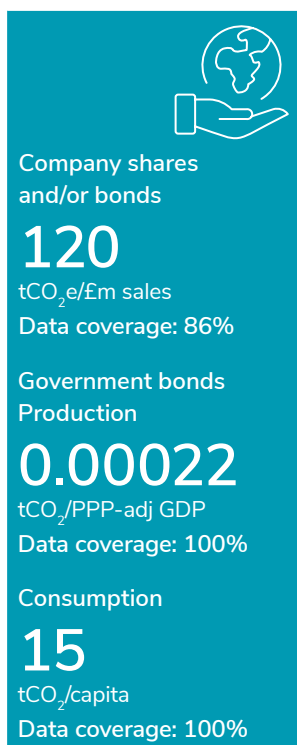 Company shares
and/or bonds
120
tCO₂e/£m sales
Data coverage: 86%
Government bonds
Production
0.00022
tCO₂/PPP-adj GDP
Data coverage: 100%
Consumption
15
tCO₂/capita
Data coverage: 100%